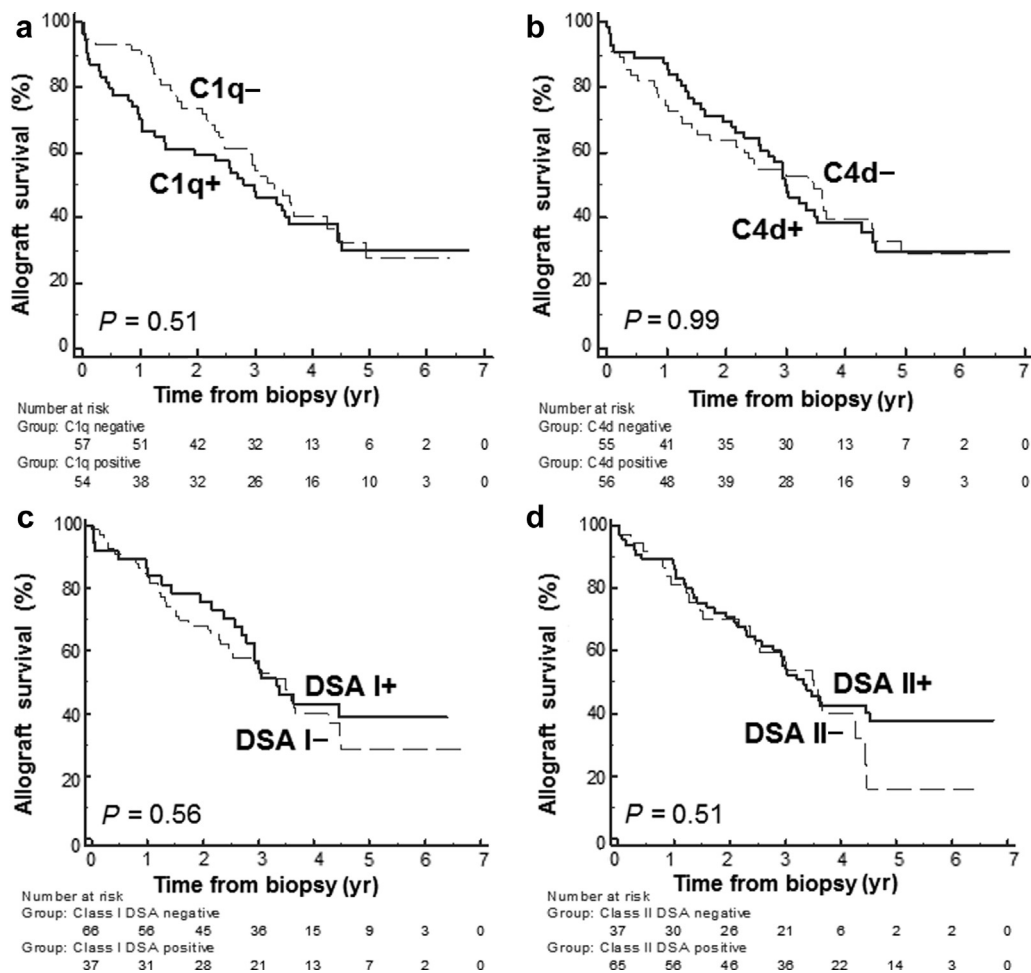 a
Allograft survival (%)
100
80
60
40
20
0
C1q−
C1q+
P = 0.51
0 1 2 3 4 5 6 7
Time from biopsy (yr)
Number at risk
Group: C1q negative
57 51 42 32 13 6 2 0
Group: C1q positive
54 38 32 26 16 10 3 0
b
Allograft survival (%)
100
80
60
40
20
0
C4d−
C4d+
P = 0.99
0 1 2 3 4 5 6 7
Time from biopsy (yr)
Number at risk
Group: C4d negative
55 41 35 30 13 7 2 0
Group: C4d positive
56 48 39 28 16 9 3 0
c
Allograft survival (%)
100
80
60
40
20
0
DSA I+
DSA I−
P = 0.56
0 1 2 3 4 5 6 7
Time from biopsy (yr)
Number at risk
Group: Class I DSA negative
66 56 45 36 15 9 3 0
Group: Class I DSA positive
37 31 28 21 13 7 2 0
d
Allograft survival (%)
100
80
60
40
20
0
DSA II+
DSA II−
P = 0.51
0 1 2 3 4 5 6 7
Time from biopsy (yr)
Number at risk
Group: Class II DSA negative
37 30 26 21 6 2 2 0
Group: Class II DSA positive
65 56 46 36 22 14 3 0